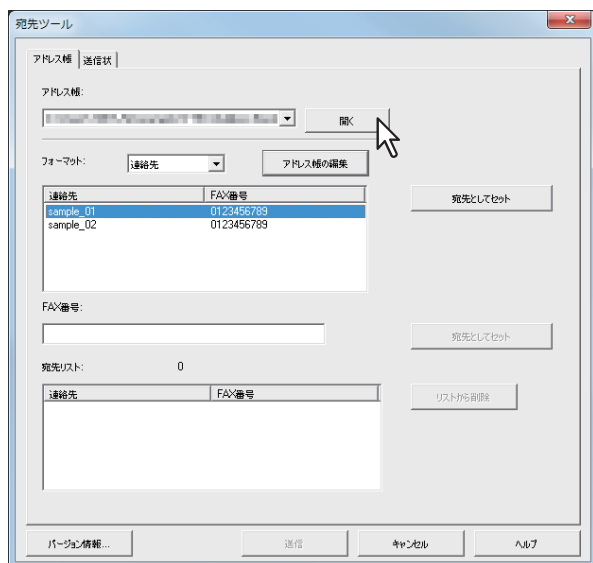 宛先ツール
アドレス帳
送信状
アドレス帳:
開く
フォーマット:
連絡先
アドレス帳の編集
連絡先 FAX番号
sample_01 0123456789
sample_02 0123456789
宛先としてセット
FAX番号:
宛先としてセット
宛先リスト: 0
連絡先 FAX番号
リストから削除
バージョン情報...
送信
キャンセル
ヘルプ